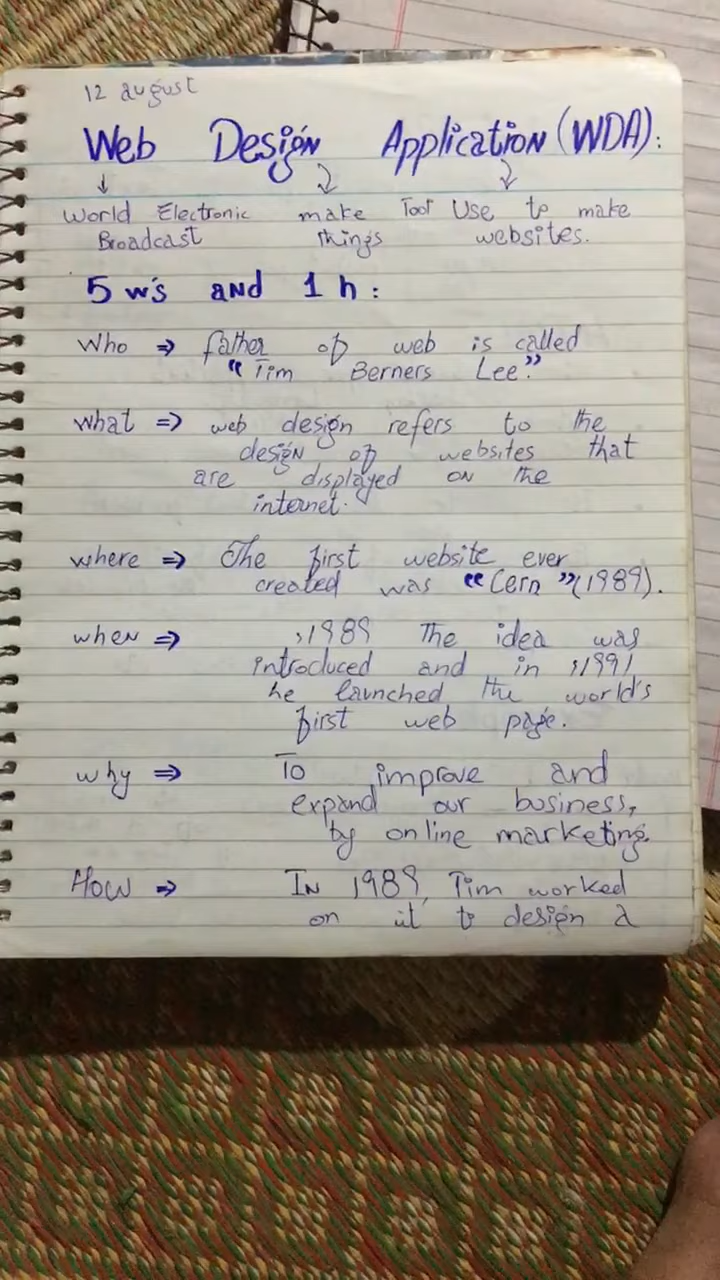 12 august
Web Design Application (WDA):
World Electronic make Tool Use to make
Broadcast things websites.
5 w's and 1 h:
Who ⇒ father of web is called
"Tim Berners Lee"
what ⇒ web design refers to the
design of websites that
are displayed on the
internet.
where ⇒ The first website ever
created was "Cern" (1989).
when ⇒ 1989 The idea was
introduced and in 1991
he launched the world's
first web page.
why ⇒ To improve and
expand our business,
by online marketing.
How ⇒ In 1989, Tim worked
on it to design a